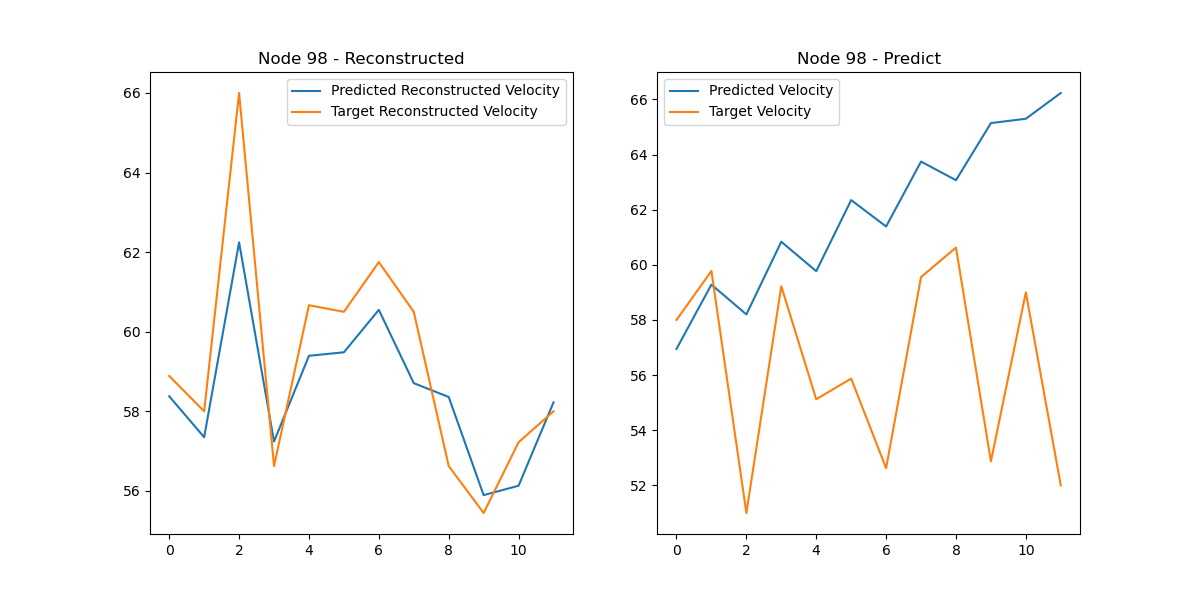 Node 98 - Reconstructed
Predicted Reconstructed Velocity
Target Reconstructed Velocity
66
64
62
60
58
56
0 2 4 6 8 10
Node 98 - Predict
Predicted Velocity
Target Velocity
66
64
62
60
58
56
54
52
0 2 4 6 8 10